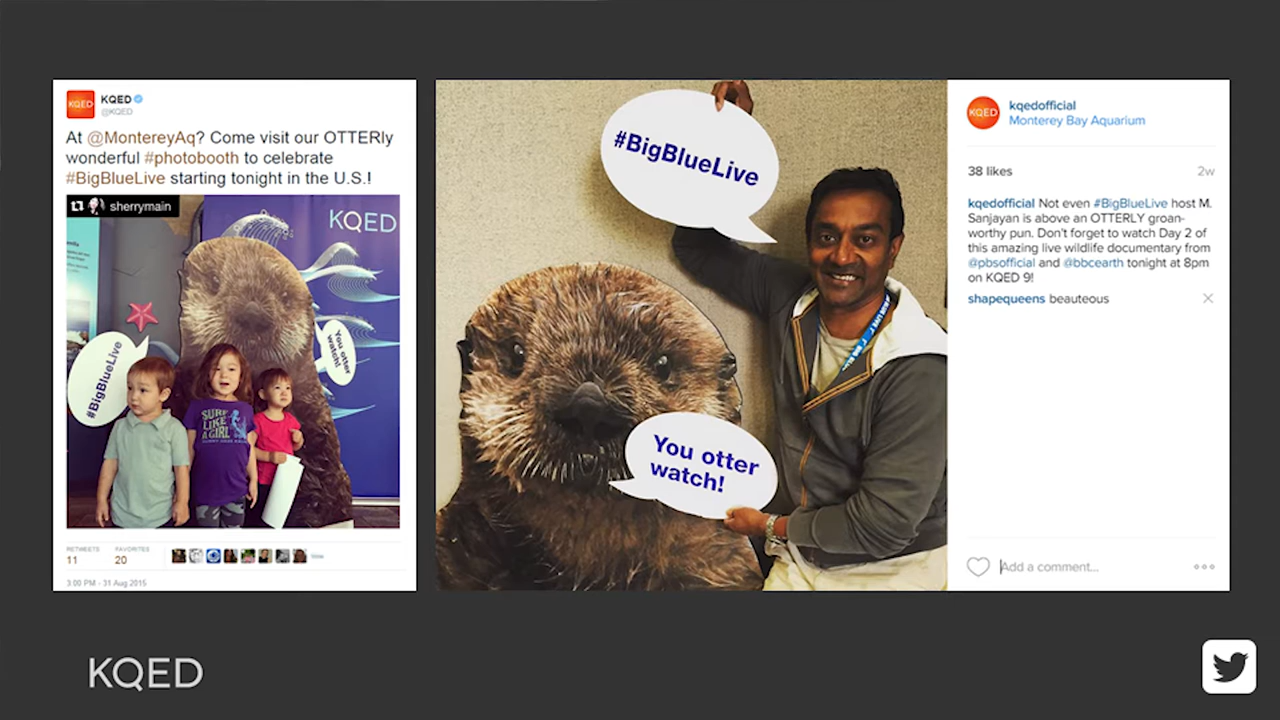 KQED
@KQED
At @MontereyAq? Come visit our OTTERly
wonderful #photobooth to celebrate
#BigBlueLive starting tonight in the U.S.!
sherrymain
KQED
#BigBlueLive
You otter
watch!
SURF
LIKE
A GIRL
RETWEETS
11
FAVORITES
20
3:00 PM - 31 Aug 2015
#BigBlueLive
You otter
watch!
KQED
kqedofficial
Monterey Bay Aquarium
38 likes
2w
kqedofficial Not even #BigBlueLive host M.
Sanjayan is above an OTTERLY groan-
worthy pun. Don't forget to watch Day 2 of
this amazing live wildlife documentary from
@pbsofficial and @bbcearth tonight at 8pm
on KQED 9!
shapequeens beauteous
Add a comment...
KQED